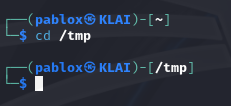 ┌──(pablox㉿KLAI)-[~]
└─$ cd /tmp
┌──(pablox㉿KLAI)-[/tmp]
└─$